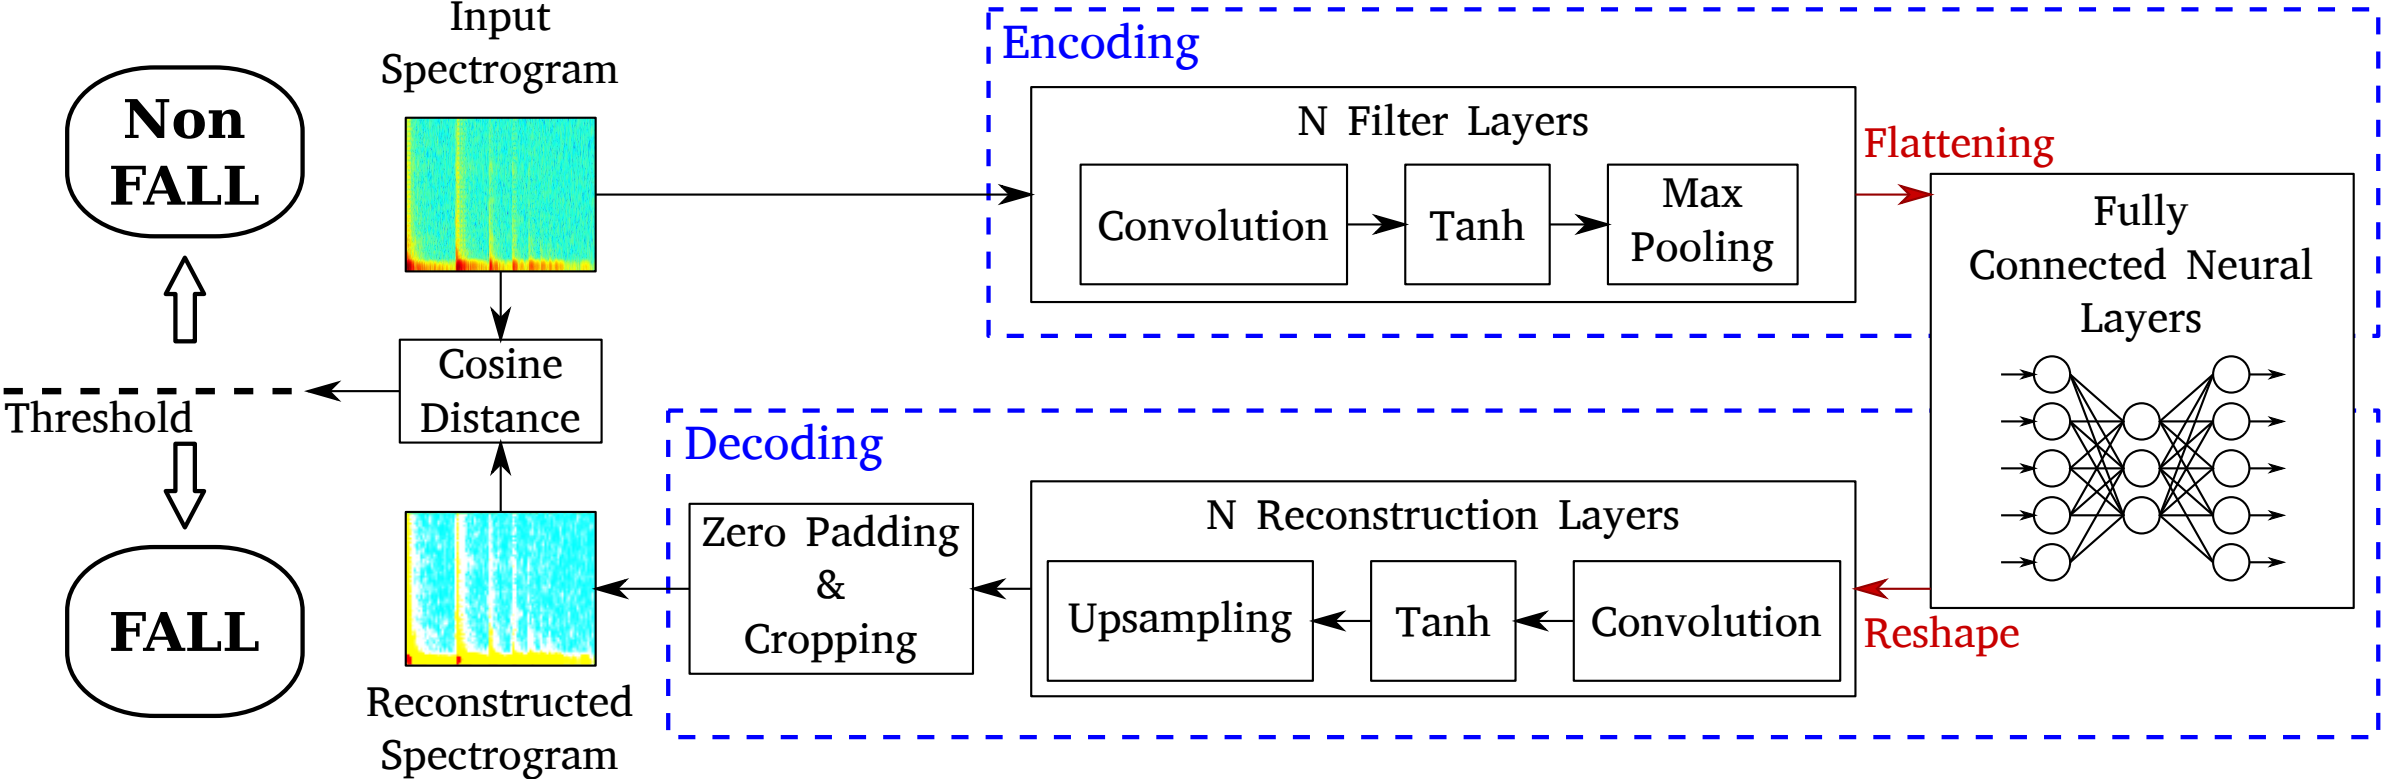 Input
Spectrogram
Non
FALL
Encoding
N Filter Layers
Convolution
Tanh
Max
Pooling
Flattening
Fully
Connected Neural
Layers
Cosine
Distance
Threshold
Decoding
N Reconstruction Layers
Zero Padding
&
Cropping
Upsampling
Tanh
Convolution
Reshape
FALL
Reconstructed
Spectrogram